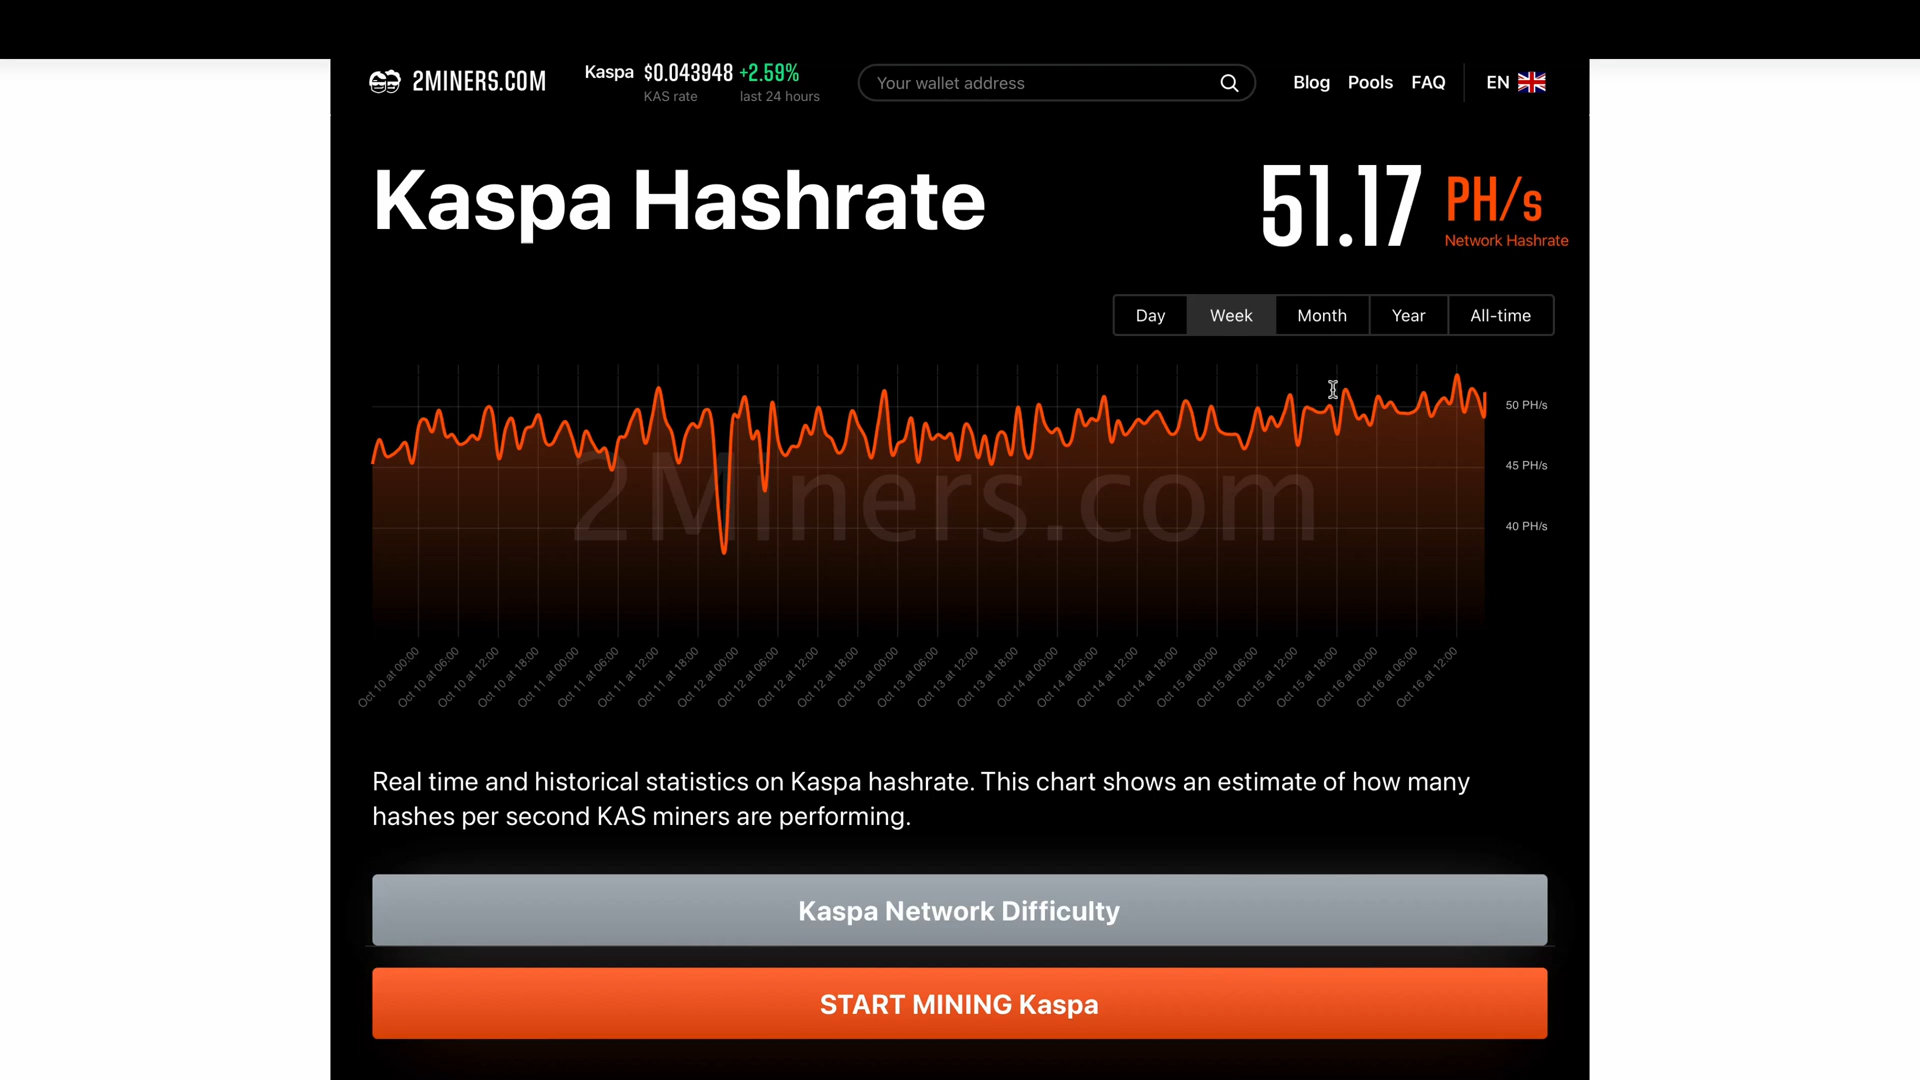 2MINERS.COM
Kaspa $0.043948 +2.59%
KAS rate last 24 hours
Your wallet address
Blog Pools FAQ EN
Kaspa Hashrate
51.17 PH/s
Network Hashrate
Day Week Month Year All-time
50 PH/s
45 PH/s
40 PH/s
2Miners.com
Oct 10 at 00:00
Oct 10 at 06:00
Oct 10 at 12:00
Oct 10 at 18:00
Oct 11 at 00:00
Oct 11 at 06:00
Oct 11 at 12:00
Oct 11 at 18:00
Oct 12 at 00:00
Oct 12 at 06:00
Oct 12 at 12:00
Oct 12 at 18:00
Oct 13 at 00:00
Oct 13 at 06:00
Oct 13 at 12:00
Oct 13 at 18:00
Oct 14 at 00:00
Oct 14 at 06:00
Oct 14 at 12:00
Oct 14 at 18:00
Oct 15 at 00:00
Oct 15 at 06:00
Oct 15 at 12:00
Oct 15 at 18:00
Oct 16 at 00:00
Oct 16 at 06:00
Oct 16 at 12:00
Real time and historical statistics on Kaspa hashrate. This chart shows an estimate of how many
hashes per second KAS miners are performing.
Kaspa Network Difficulty
START MINING Kaspa